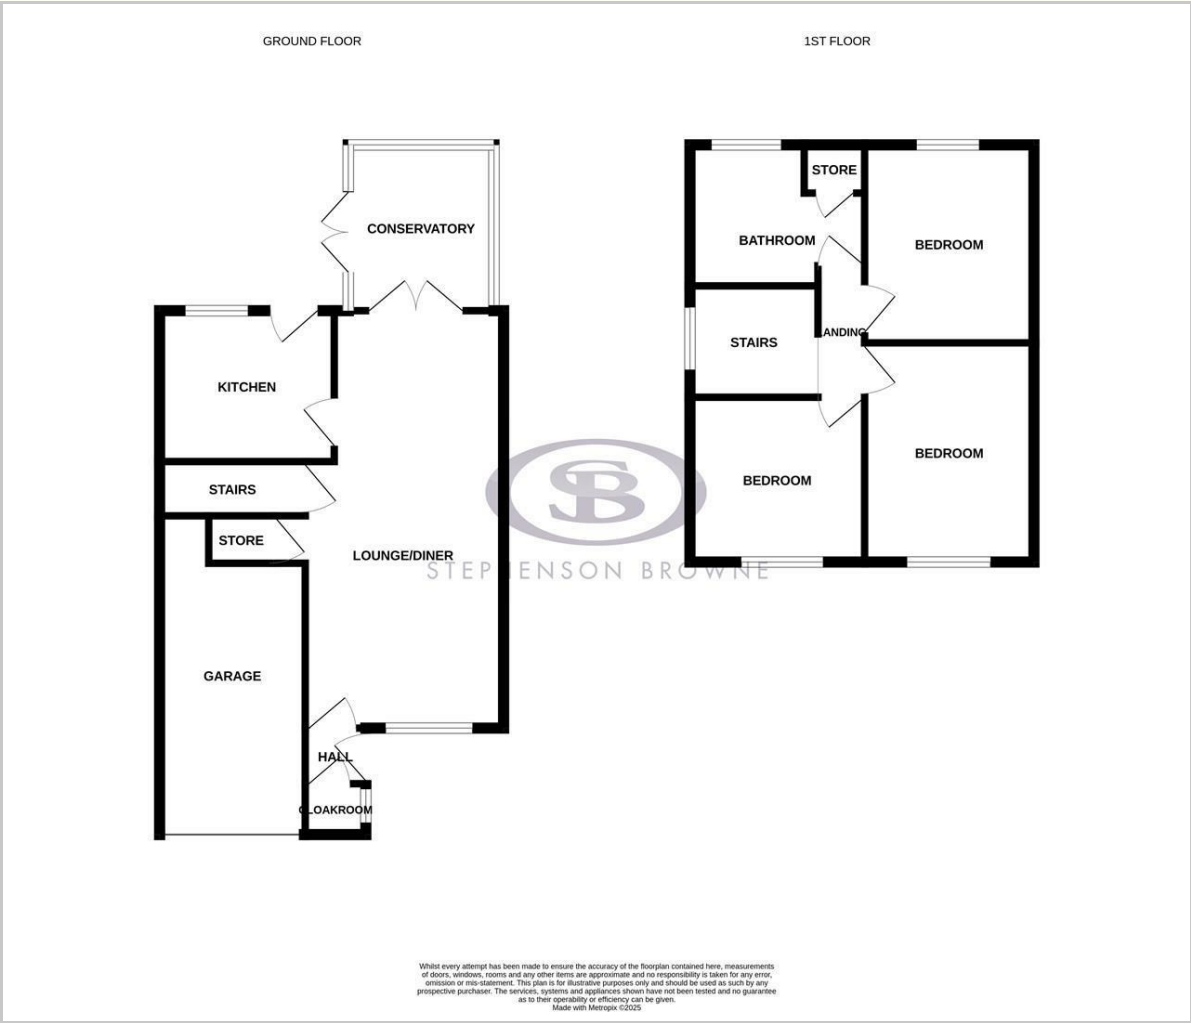 GROUND FLOOR
1ST FLOOR
CONSERVATORY
KITCHEN
STAIRS
STORE
LOUNGE/DINER
GARAGE
HALL
CLOAKROOM
STORE
BATHROOM
BEDROOM
STAIRS
LANDING
BEDROOM
BEDROOM
SB
STEPHENSON BROWNE
Whilst every attempt has been made to ensure the accuracy of the floorplan contained here, measurements
of doors, windows, rooms and any other items are approximate and no responsibility is taken for any error,
omission or mis-statement. This plan is for illustrative purposes only and should be used as such by any
prospective purchaser. The services, systems and appliances shown have not been tested and no guarantee
as to their operability or efficiency can be given.
Made with Metropix ©2025